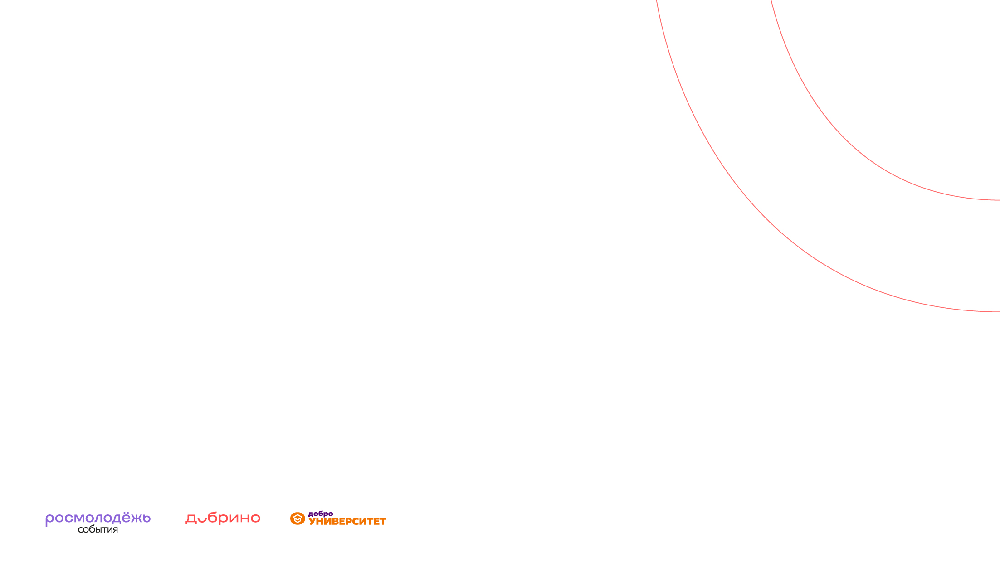 росмолодёжь
события
добрино
добро
УНИВЕРСИТЕТ